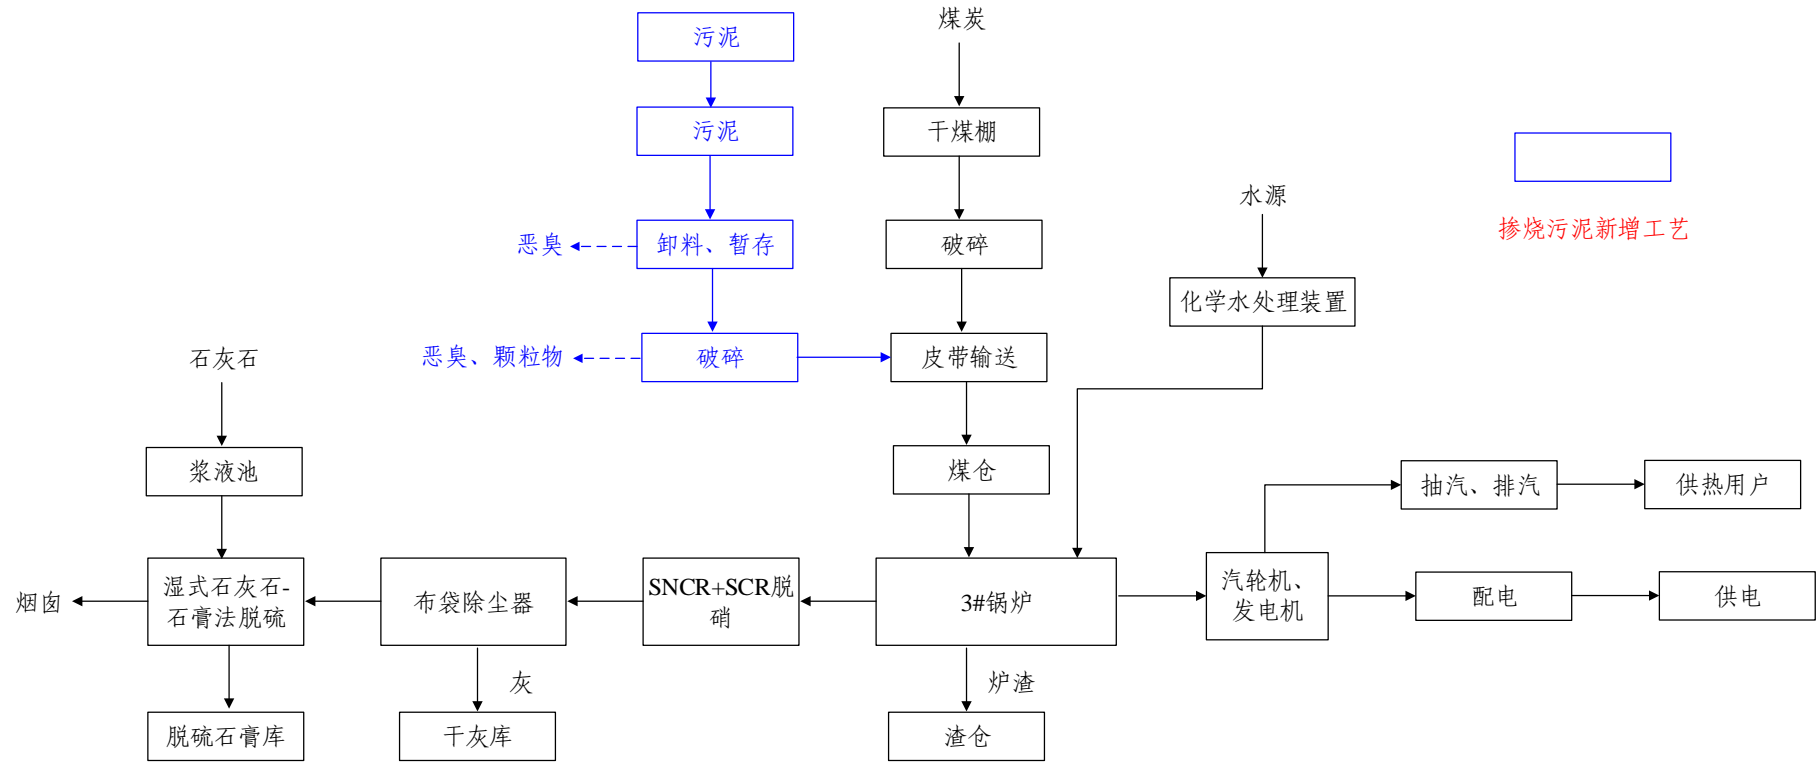 污泥
煤炭
污泥
干煤棚
水源
掺烧污泥新增工艺
恶臭
卸料、暂存
破碎
化学水处理装置
石灰石
恶臭、颗粒物
破碎
皮带输送
浆液池
煤仓
抽汽、排汽
供热用户
烟囱
湿式石灰石-
石膏法脱硫
布袋除尘器
SNCR+SCR脱
硝
3#锅炉
汽轮机、
发电机
配电
供电
灰
炉渣
脱硫石膏库
干灰库
渣仓